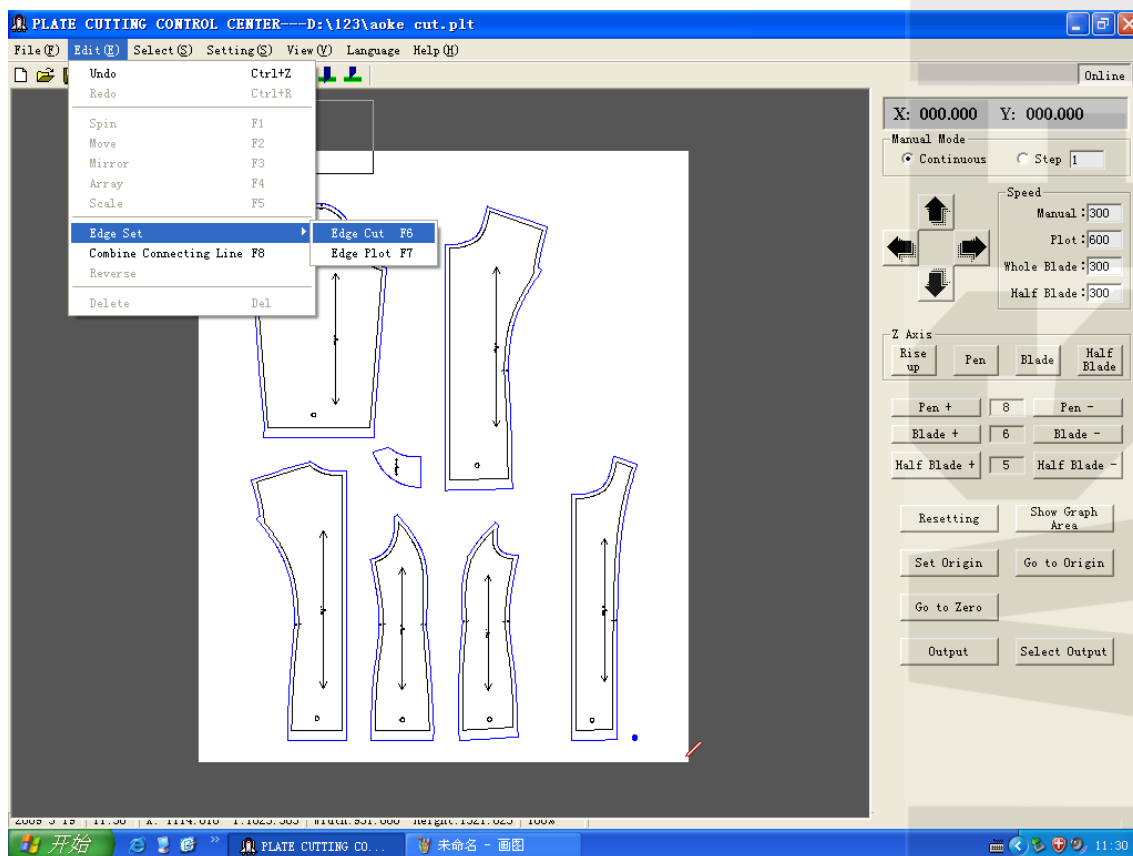 PLATE CUTTING CONTROL CENTER---D:\123\aoke cut.plt
File(F) Edit(E) Select(S) Setting(S) View(V) Language Help(H)
Online
Undo Ctrl+Z
Redo Ctrl+R
Spin F1
Move F2
Mirror F3
Array F4
Scale F5
Edge Set
Edge Cut F6
Combine Connecting Line F8
Edge Plot F7
Reverse
Delete Del
X: 000.000 Y: 000.000
Manual Mode
Continuous Step 1
Speed
Manual:300
Plot:600
Whole Blade:300
Half Blade:300
Z Axis
Rise up Pen Blade Half Blade
Pen + 8 Pen -
Blade + 6 Blade -
Half Blade + 5 Half Blade -
Resetting Show Graph Area
Set Origin Go to Origin
Go to Zero
Output Select Output
开始 PLATE CUTTING CO... 未命名 - 画图 11:30